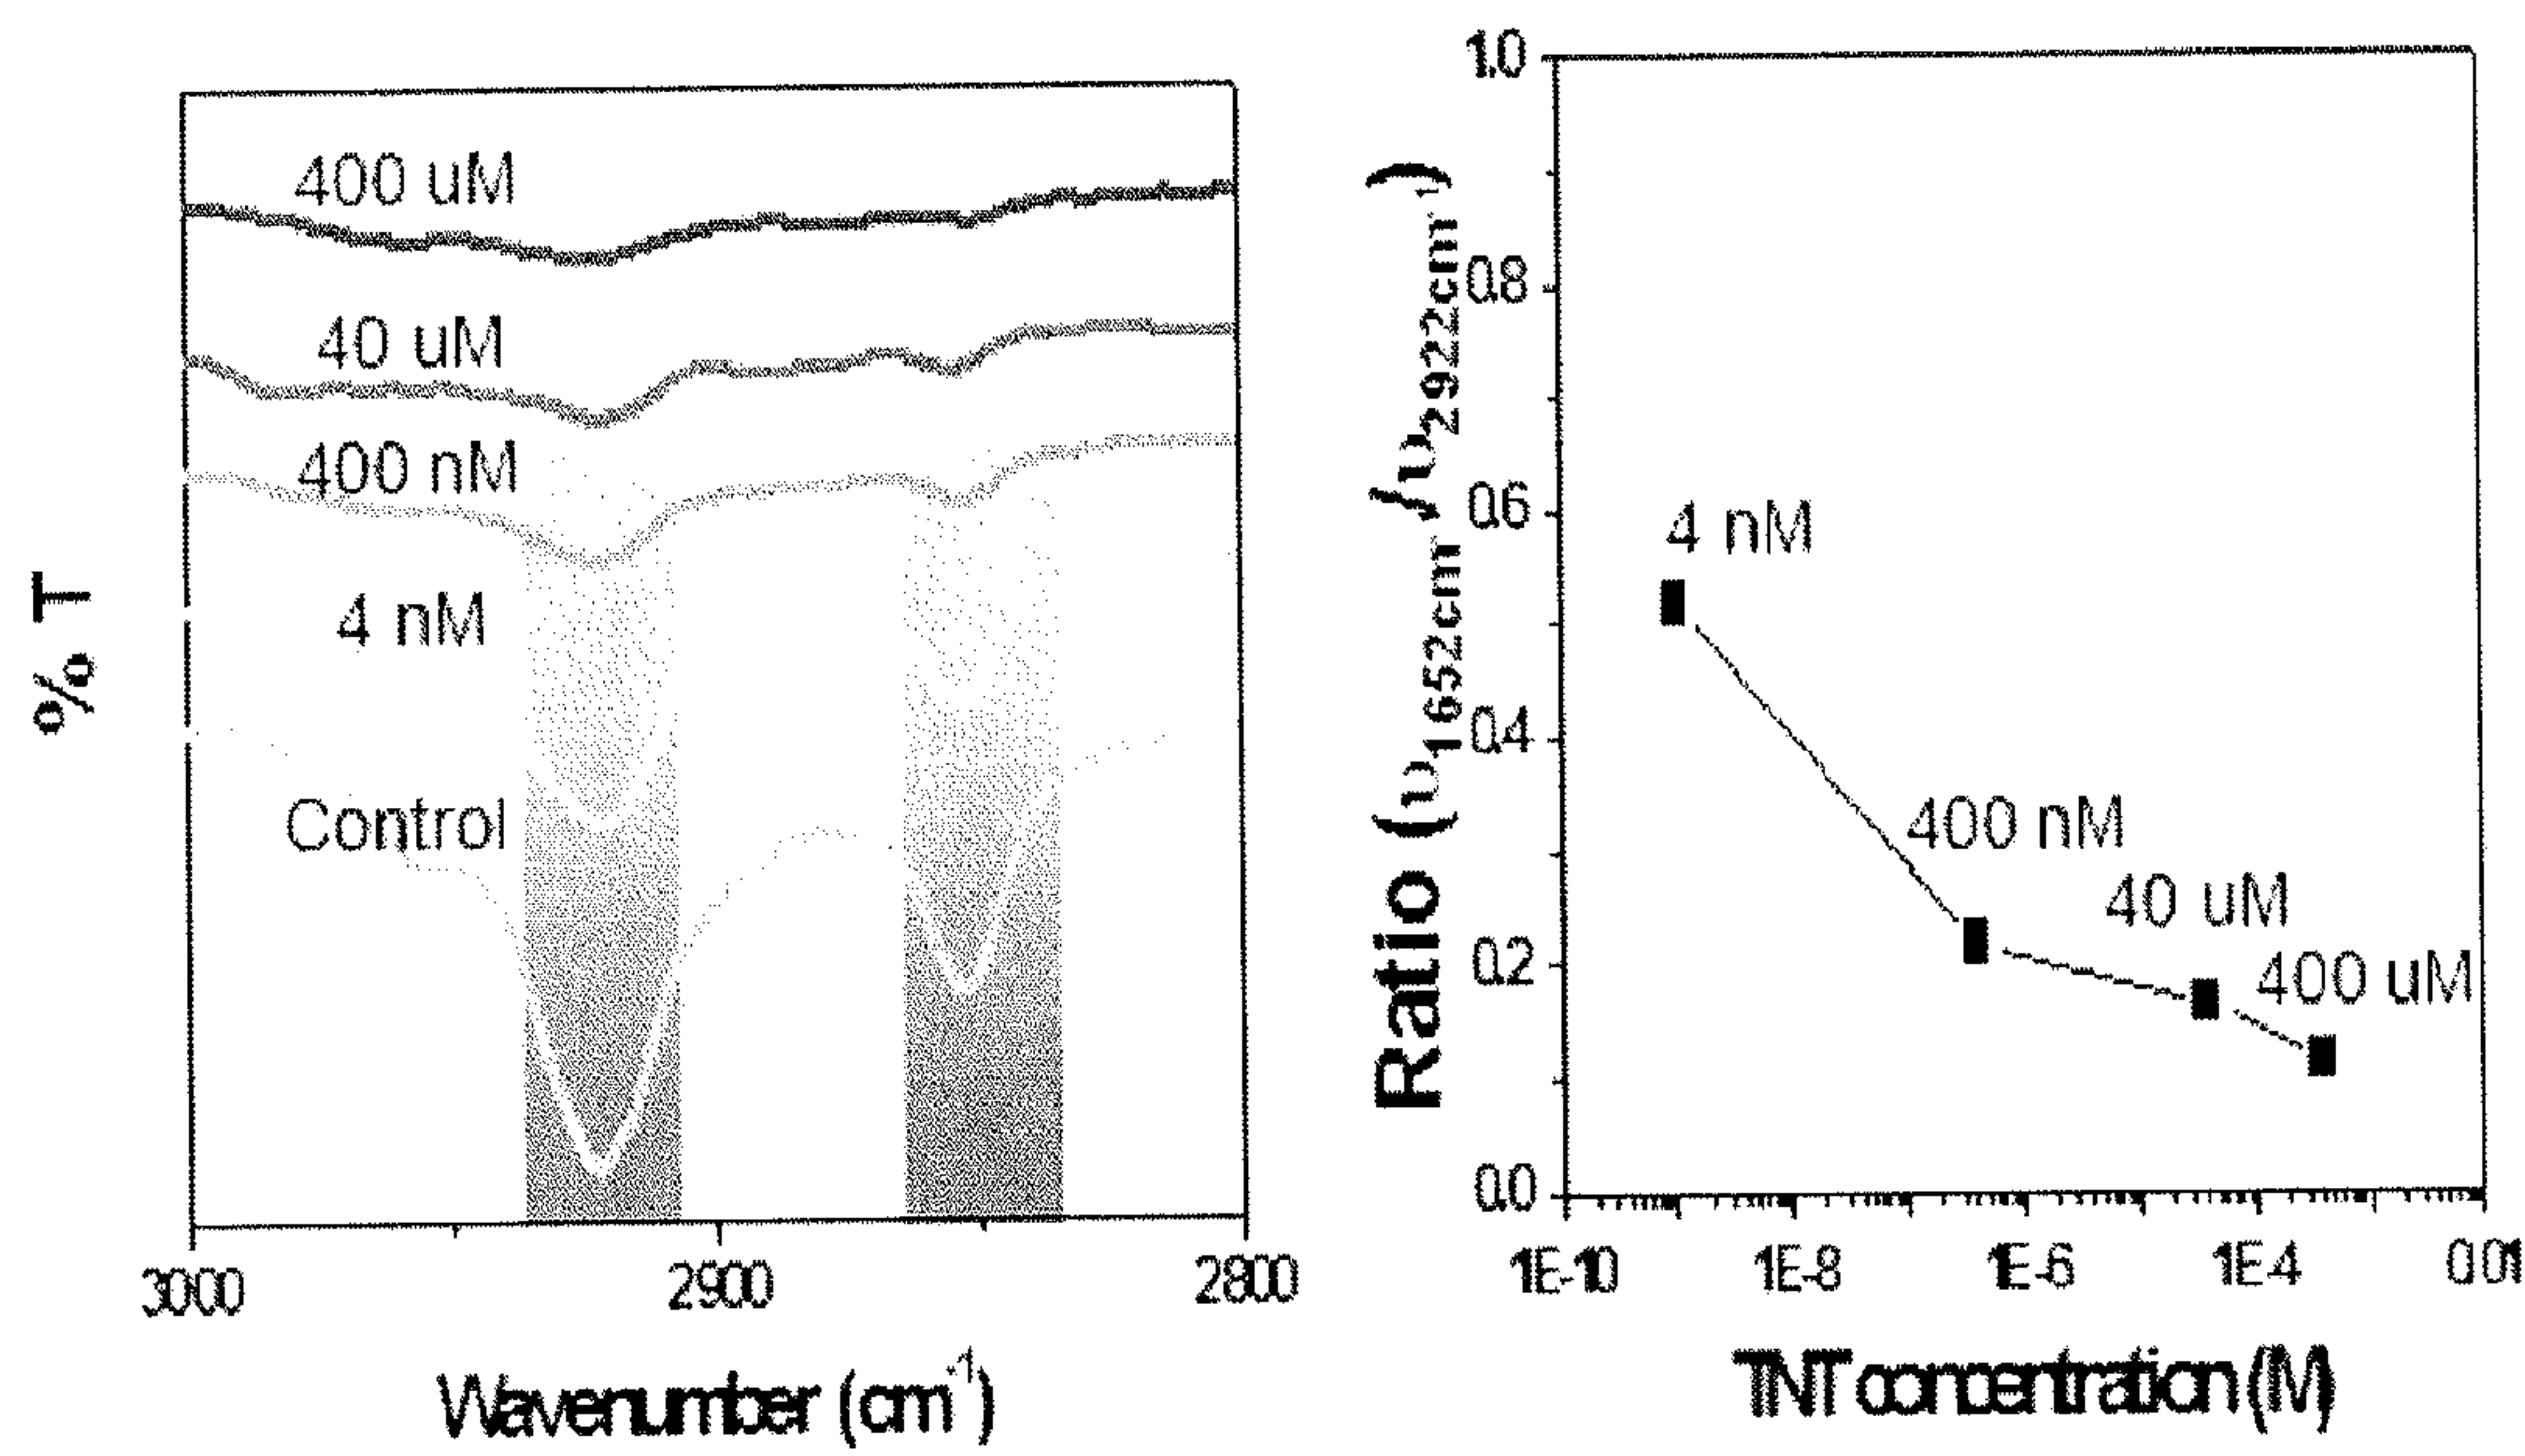 400 uM
40 uM
400 nM
4 nM
Control
% T
3000 2900 2800
Wavenumber (cm-1)
1.0
0.8
0.6
0.4
0.2
0.0
Ratio (υ1652cm-/υ2922cm-1)
4 nM
400 nM
40 uM
400 uM
1E-10 1E-8 1E-6 1E-4 0.01
TNT concentration (M)